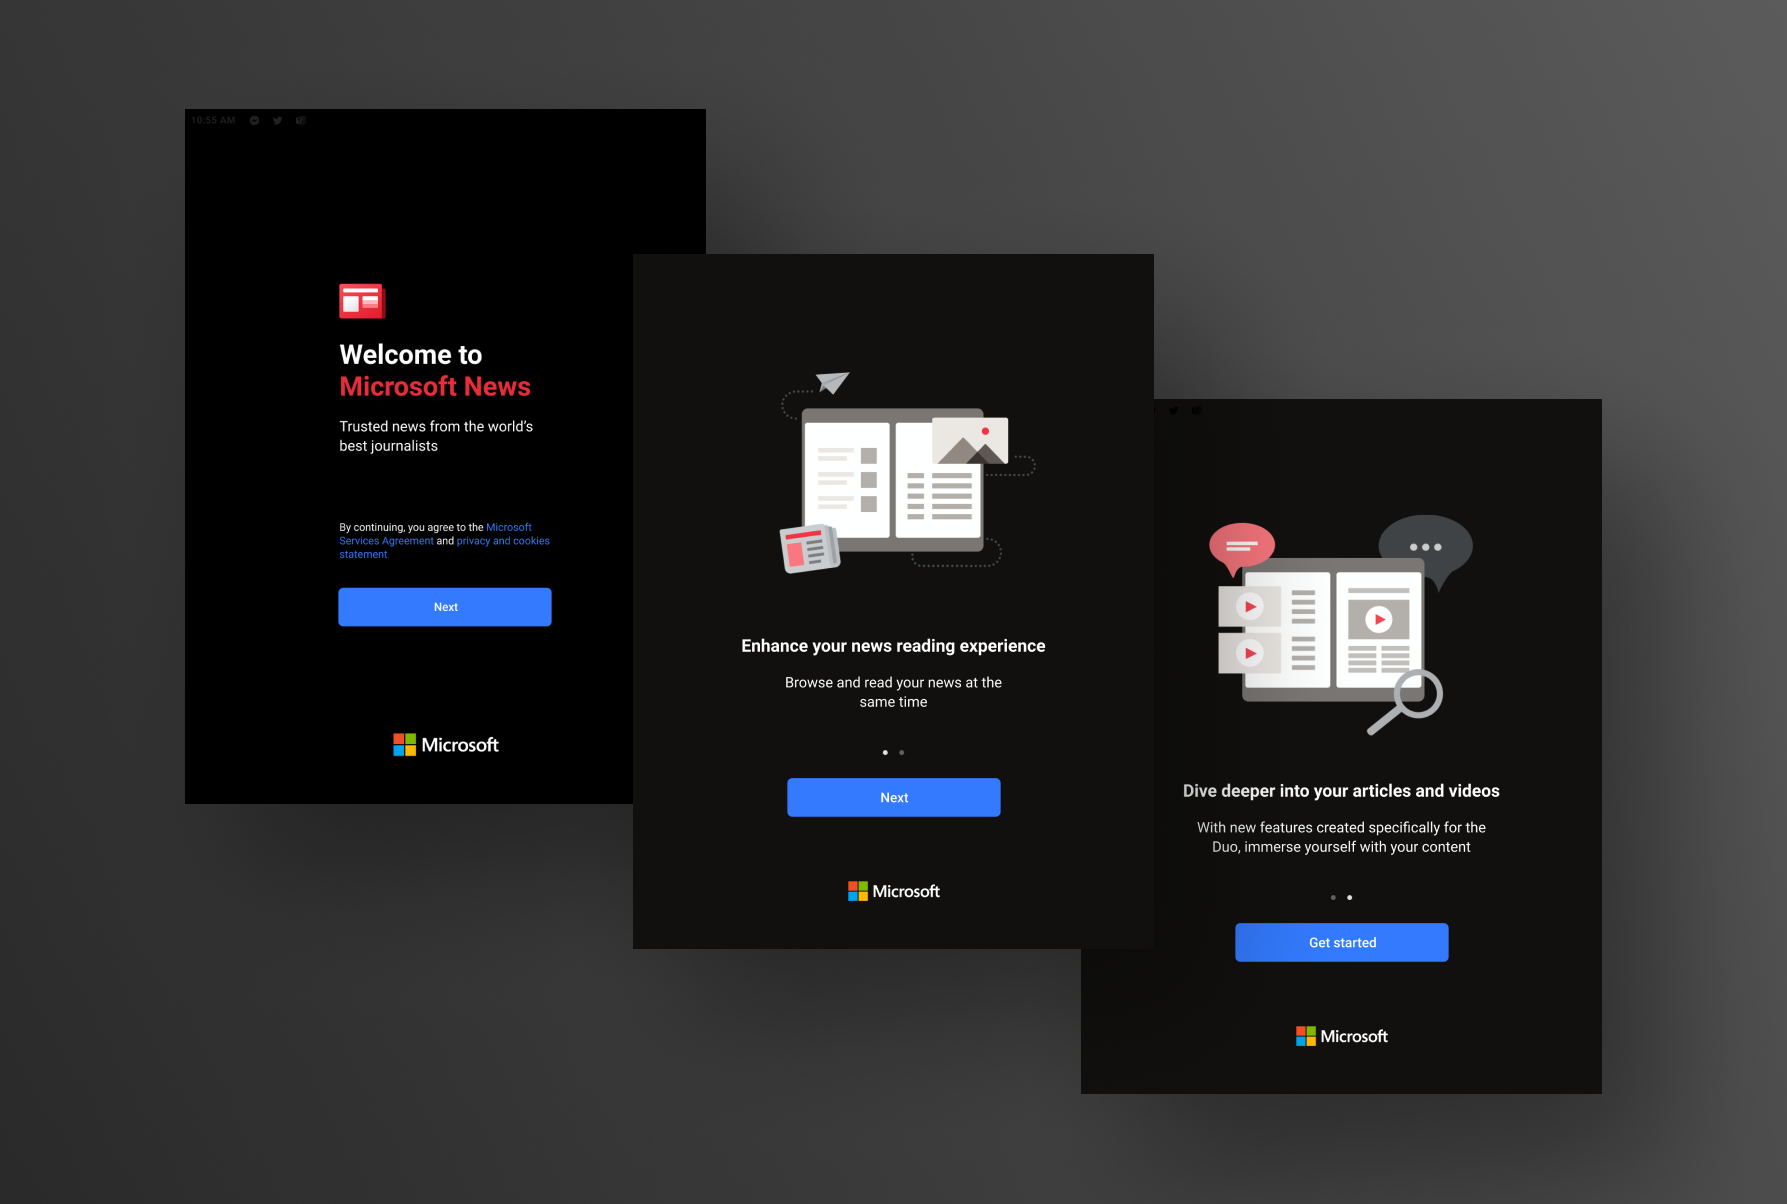 10:55 AM
Welcome to
Microsoft News
Trusted news from the world's
best journalists
By continuing, you agree to the Microsoft
Services Agreement and privacy and cookies
statement
Next
Microsoft
Enhance your news reading experience
Browse and read your news at the
same time
Next
Microsoft
Dive deeper into your articles and videos
With new features created specifically for the
Duo, immerse yourself with your content
Get started
Microsoft